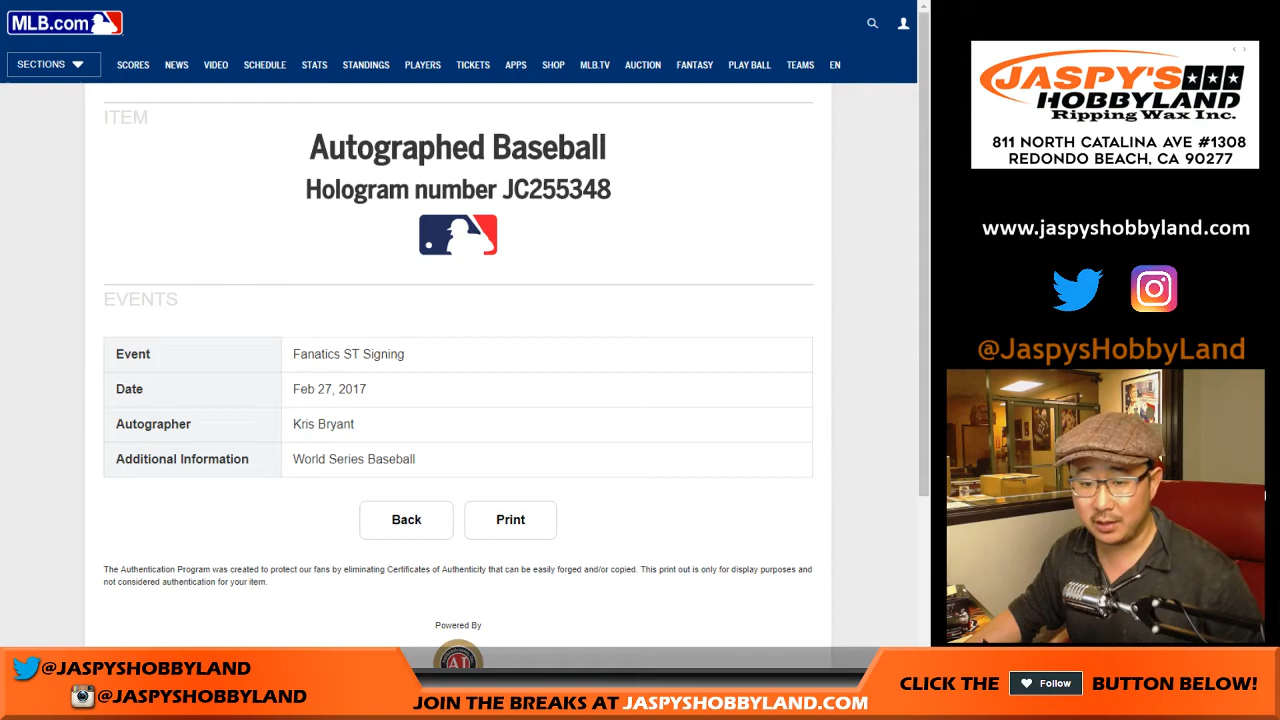 MLB.com
SECTIONS
SCORES NEWS VIDEO SCHEDULE STATS STANDINGS PLAYERS TICKETS APPS SHOP MLB.TV AUCTION FANTASY PLAY BALL TEAMS EN
ITEM
Autographed Baseball
Hologram number JC255348
EVENTS
Event Fanatics ST Signing
Date Feb 27, 2017
Autographer Kris Bryant
Additional Information World Series Baseball
Back Print
The Authentication Program was created to protect our fans by eliminating Certificates of Authenticity that can be easily forged and/or copied. This print out is only for display purposes and
not considered authentication for your item.
Powered By
JASPY'S
HOBBYLAND
Ripping Wax Inc.
811 NORTH CATALINA AVE #1308
REDONDO BEACH, CA 90277
www.jaspyshobbyland.com
@JaspysHobbyLand
@JASPYSHOBBYLAND
@JASPYSHOBBYLAND
JOIN THE BREAKS AT JASPYSHOBBYLAND.COM
CLICK THE Follow BUTTON BELOW!